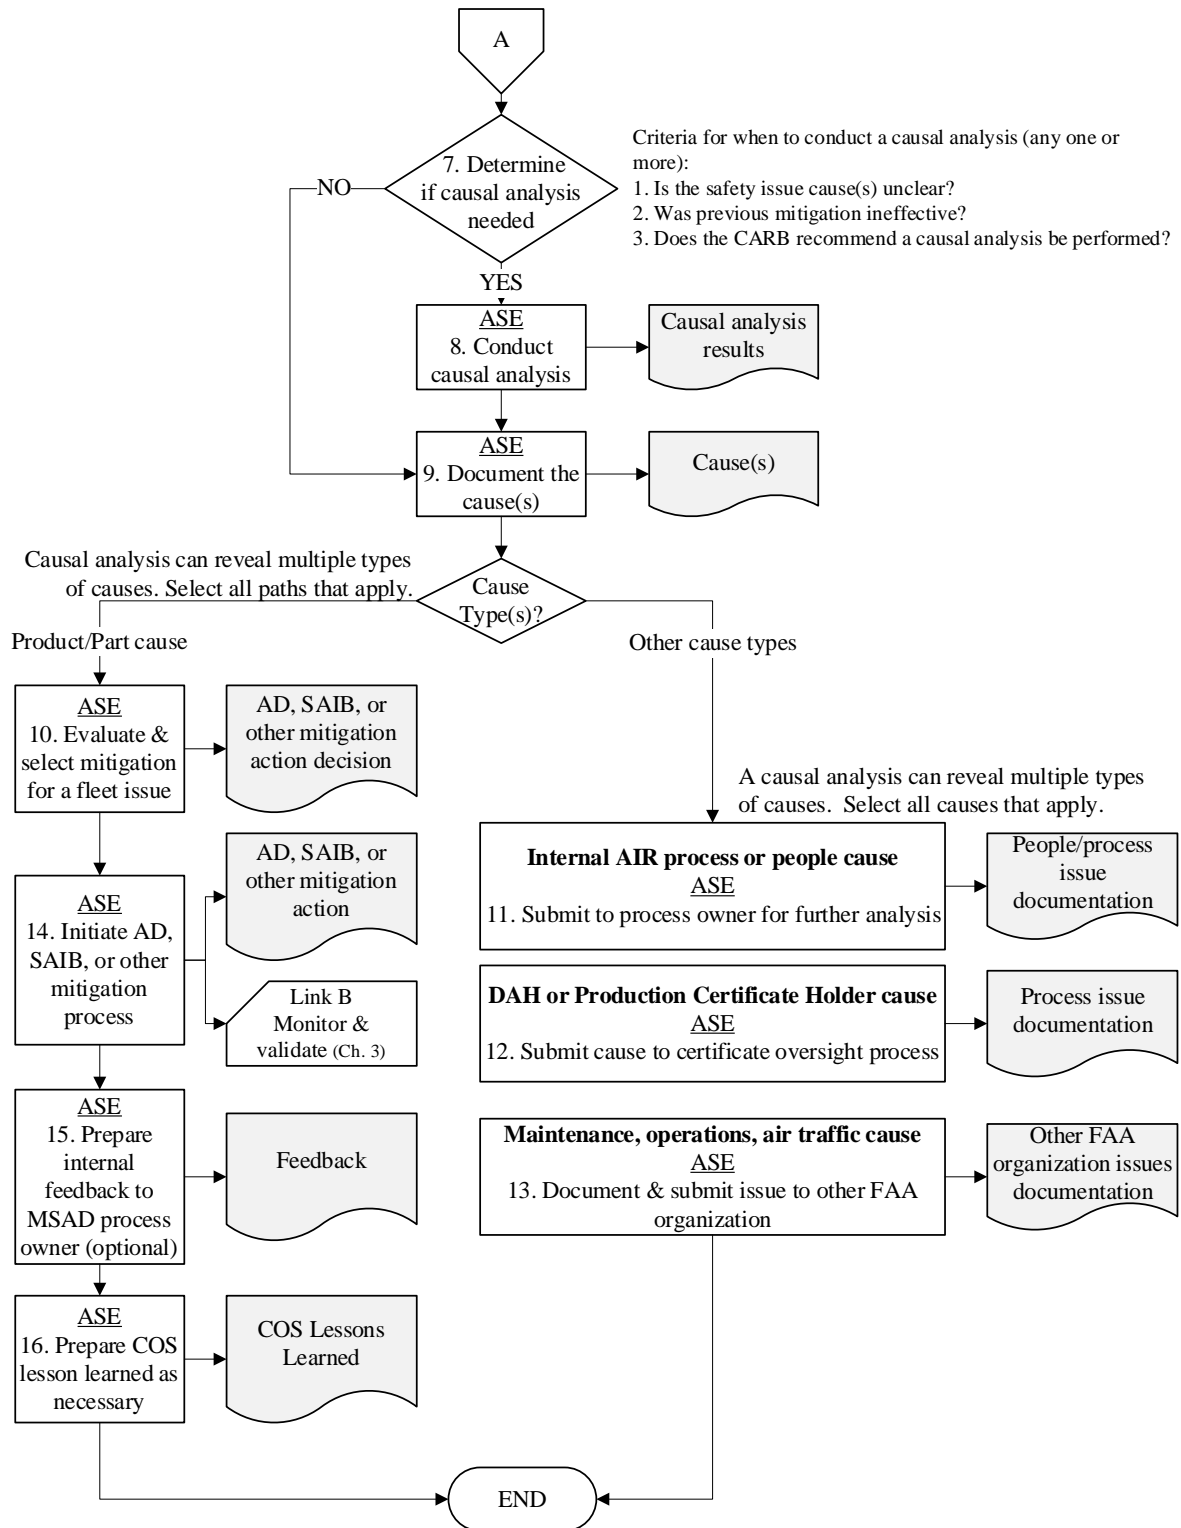 A
7. Determine
if causal analysis
needed
NO
Criteria for when to conduct a causal analysis (any one or
more):
1. Is the safety issue cause(s) unclear?
2. Was previous mitigation ineffective?
3. Does the CARB recommend a causal analysis be performed?
YES
ASE
8. Conduct
causal analysis
Causal analysis
results
ASE
9. Document the
cause(s)
Cause(s)
Causal analysis can reveal multiple types
of causes. Select all paths that apply.
Cause
Type(s)?
Product/Part cause
Other cause types
ASE
10. Evaluate &
select mitigation
for a fleet issue
AD, SAIB, or
other mitigation
action decision
A causal analysis can reveal multiple types
of causes.  Select all causes that apply.
ASE
14. Initiate AD,
SAIB, or other
mitigation
process
AD, SAIB, or
other mitigation
action
Link B
Monitor &
validate (Ch. 3)
Internal AIR process or people cause
ASE
11. Submit to process owner for further analysis
People/process
issue
documentation
DAH or Production Certificate Holder cause
ASE
12. Submit cause to certificate oversight process
Process issue
documentation
ASE
15. Prepare
internal
feedback to
MSAD process
owner (optional)
Feedback
Maintenance, operations, air traffic cause
ASE
13. Document & submit issue to other FAA
organization
Other FAA
organization issues
documentation
ASE
16. Prepare COS
lesson learned as
necessary
COS Lessons
Learned
END